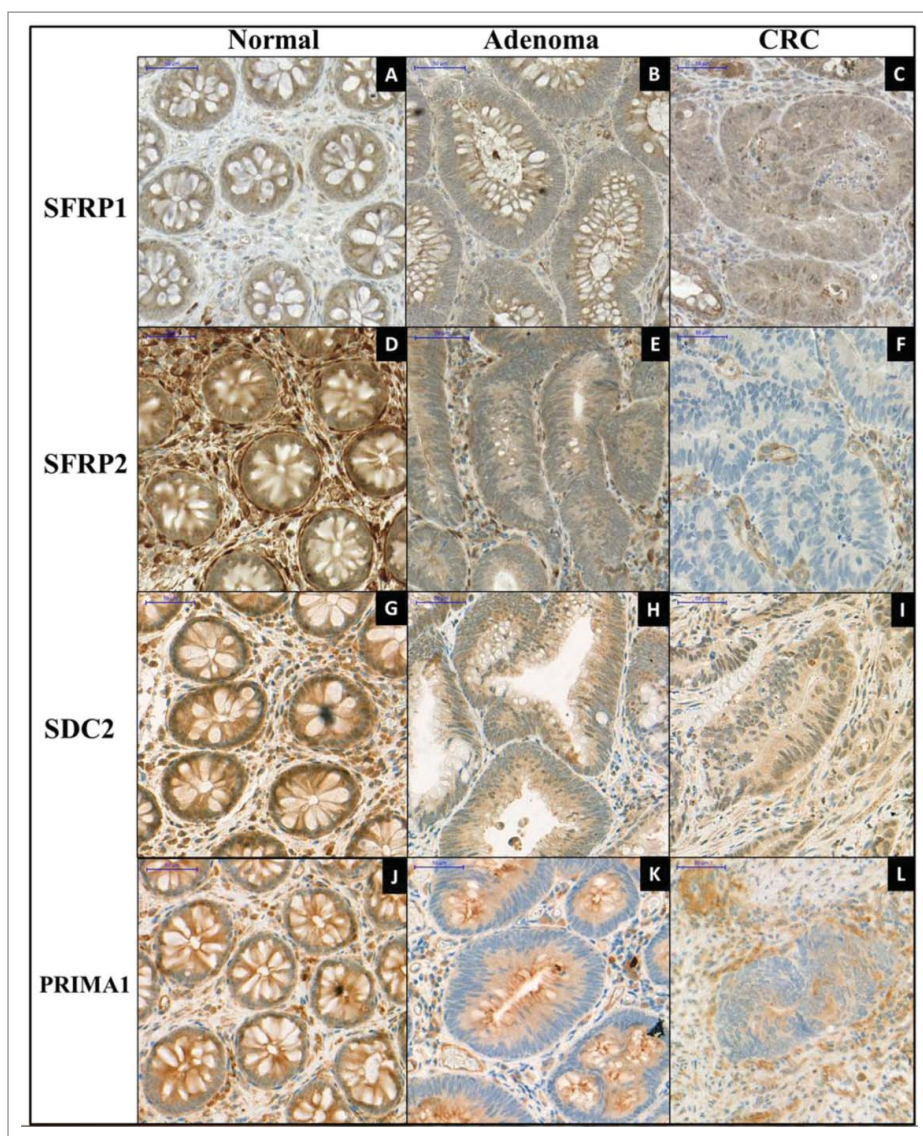 Normal Adenoma CRC
A B C
SFRP1
D E F
SFRP2
G H I
SDC2
J K L
PRIMA1